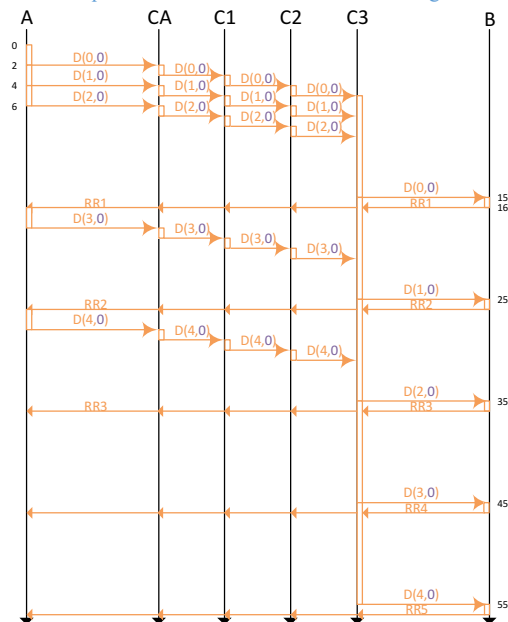 A CA C1 C2 C3 B
0
2 D(0,0) D(0,0)
4 D(1,0) D(1,0) D(0,0) D(0,0)
6 D(2,0) D(2,0) D(1,0) D(1,0)
D(2,0) D(2,0)
D(0,0) 15
RR1 RR1 16
D(3,0) D(3,0)
D(3,0) D(3,0)
D(1,0) 25
RR2 RR2 26
D(4,0) D(4,0)
D(4,0) D(4,0)
D(2,0) 35
RR3 RR3
D(3,0) 45
RR4
D(4,0) 55
RR5